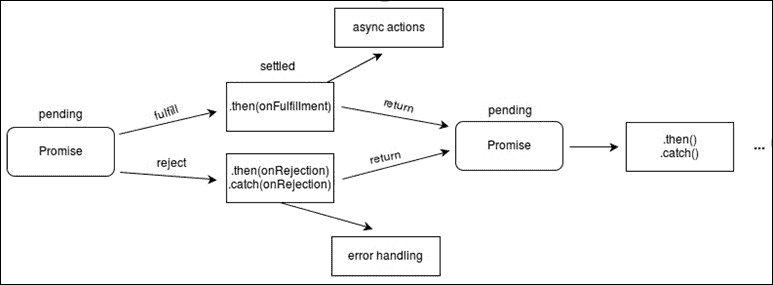 async actions
settled
pending
fulfill
.then(onFulfillment)
return
pending
Promise
reject
.then(onRejection)
.catch(onRejection)
return
Promise
.then()
.catch()
...
error handling